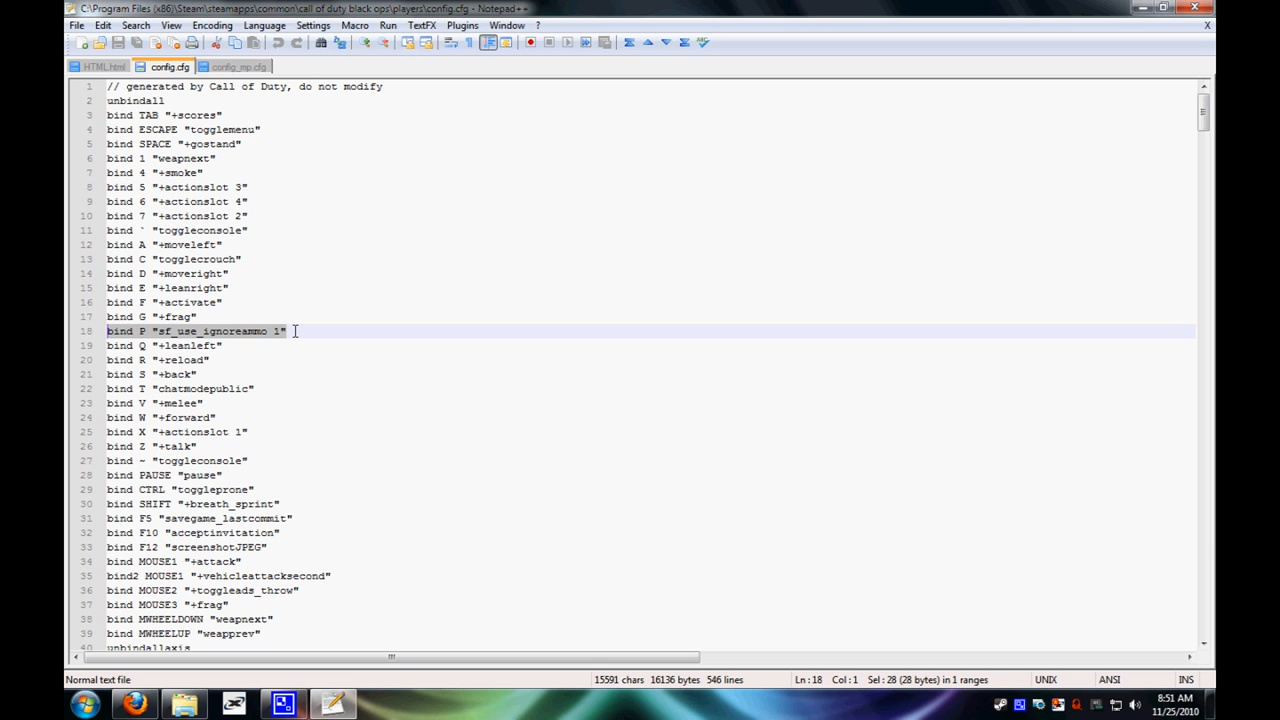 C:\Program Files (x86)\Steam\steamapps\common\call of duty black ops\players\config.cfg - Notepad++
File Edit Search View Encoding Language Settings Macro Run TextFX Plugins Window ? X
HTML.html config.cfg config_mp.cfg
1 // generated by Call of Duty, do not modify
2 unbindall
3 bind TAB "+scores"
4 bind ESCAPE "togglemenu"
5 bind SPACE "+gostand"
6 bind 1 "weapnext"
7 bind 4 "+smoke"
8 bind 5 "+actionslot 3"
9 bind 6 "+actionslot 4"
10 bind 7 "+actionslot 2"
11 bind ` "toggleconsole"
12 bind A "+moveleft"
13 bind C "togglecrouch"
14 bind D "+moveright"
15 bind E "+leanright"
16 bind F "+activate"
17 bind G "+frag"
18 bind P "sf_use_ignoreammo 1"
19 bind Q "+leanleft"
20 bind R "+reload"
21 bind S "+back"
22 bind T "chatmodepublic"
23 bind V "+melee"
24 bind W "+forward"
25 bind X "+actionslot 1"
26 bind Z "+talk"
27 bind ~ "toggleconsole"
28 bind PAUSE "pause"
29 bind CTRL "toggleprone"
30 bind SHIFT "+breath_sprint"
31 bind F5 "savegame_lastcommit"
32 bind F10 "acceptinvitation"
33 bind F12 "screenshotJPEG"
34 bind MOUSE1 "+attack"
35 bind2 MOUSE1 "+vehicleattacksecond"
36 bind MOUSE2 "+toggleads_throw"
37 bind MOUSE3 "+frag"
38 bind MWHEELDOWN "weapnext"
39 bind MWHEELUP "weapprev"
40 unbindallaxis
Normal text file 15591 chars 16136 bytes 546 lines Ln:18 Col:1 Sel:28 (28 bytes) in 1 ranges UNIX ANSI INS
8:51 AM
11/25/2010